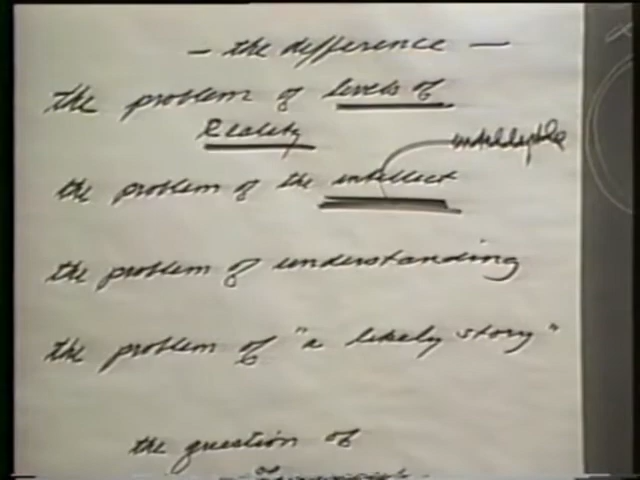 — the difference —
the problem of levels of
Reality
intelligible
the problem of the intellect
the problem of understanding
the problem of "a likely story"
the question of